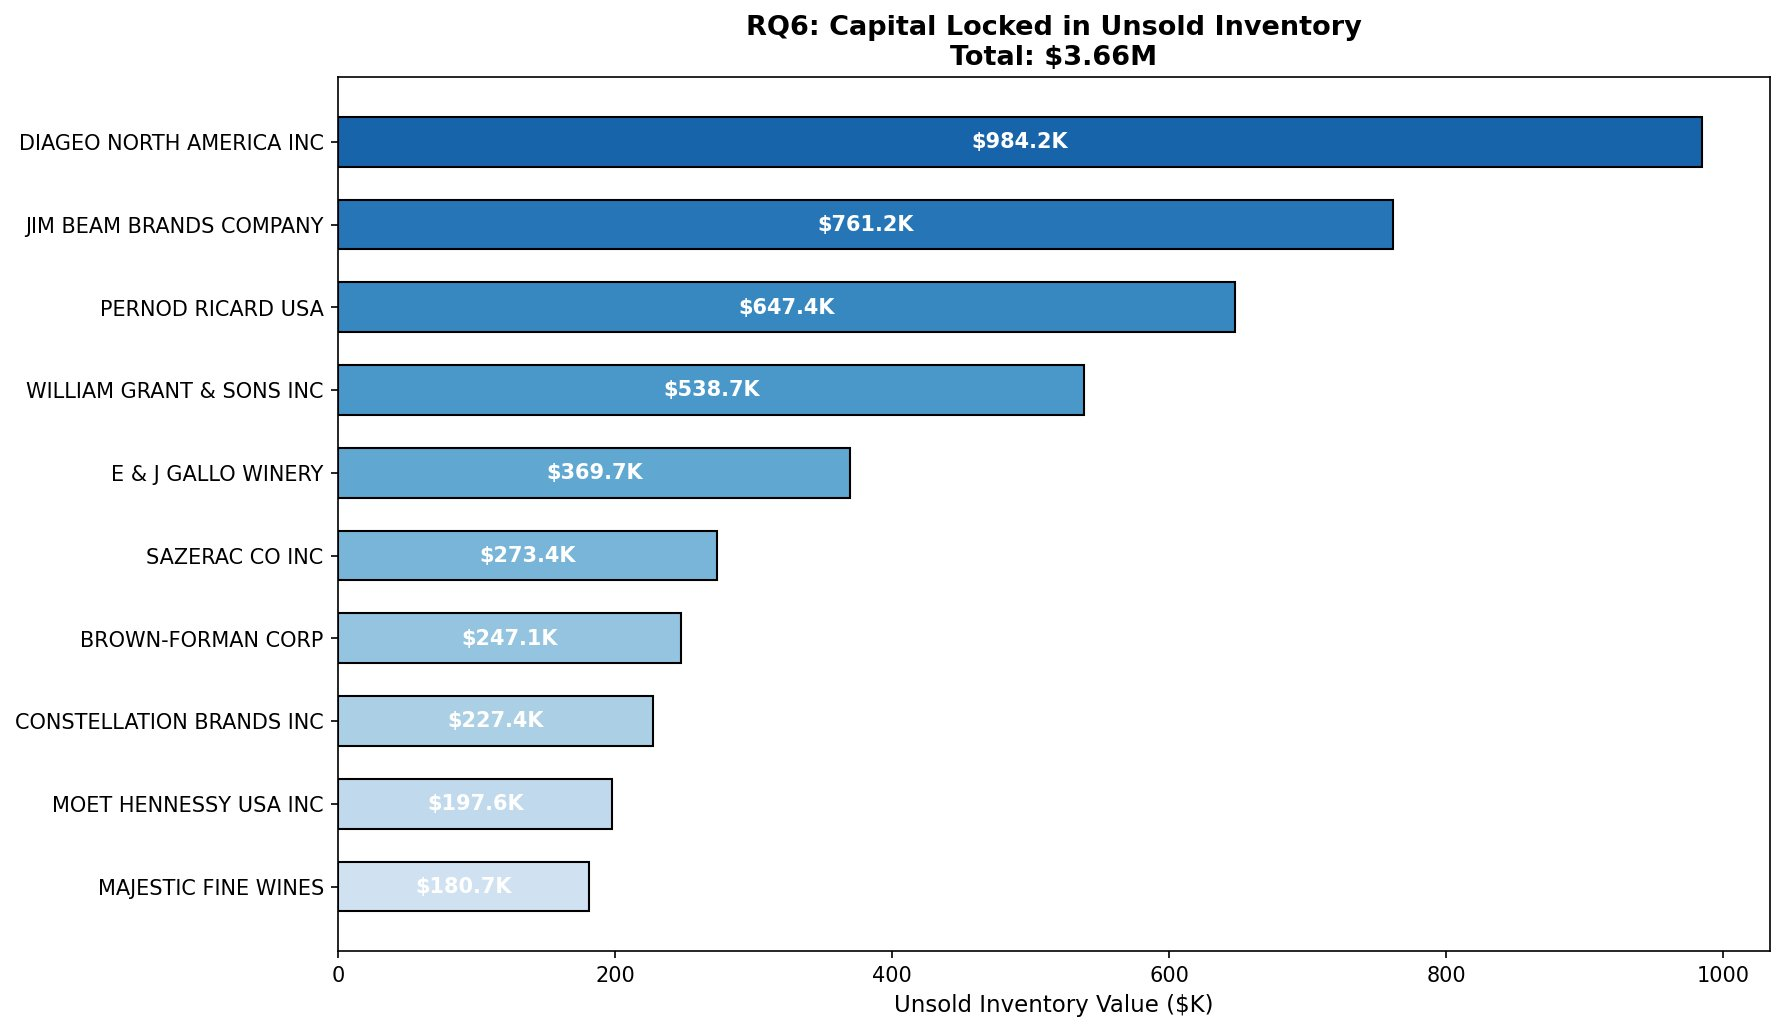 RQ6: Capital Locked in Unsold Inventory
Total: $3.66M
DIAGEO NORTH AMERICA INC
$984.2K
JIM BEAM BRANDS COMPANY
$761.2K
PERNOD RICARD USA
$647.4K
WILLIAM GRANT & SONS INC
$538.7K
E & J GALLO WINERY
$369.7K
SAZERAC CO INC
$273.4K
BROWN-FORMAN CORP
$247.1K
CONSTELLATION BRANDS INC
$227.4K
MOET HENNESSY USA INC
$197.6K
MAJESTIC FINE WINES
$180.7K
0 200 400 600 800 1000
Unsold Inventory Value ($K)